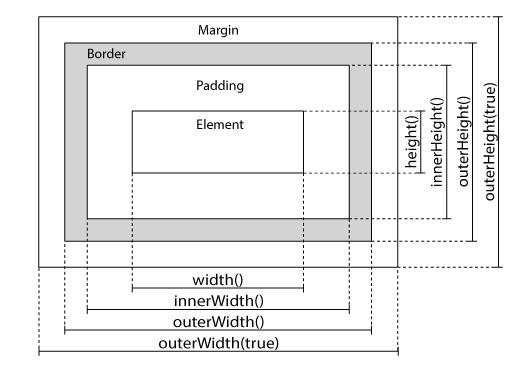 Margin
Border
Padding
Element
height()
innerHeight()
outerHeight()
outerHeight(true)
width()
innerWidth()
outerWidth()
outerWidth(true)